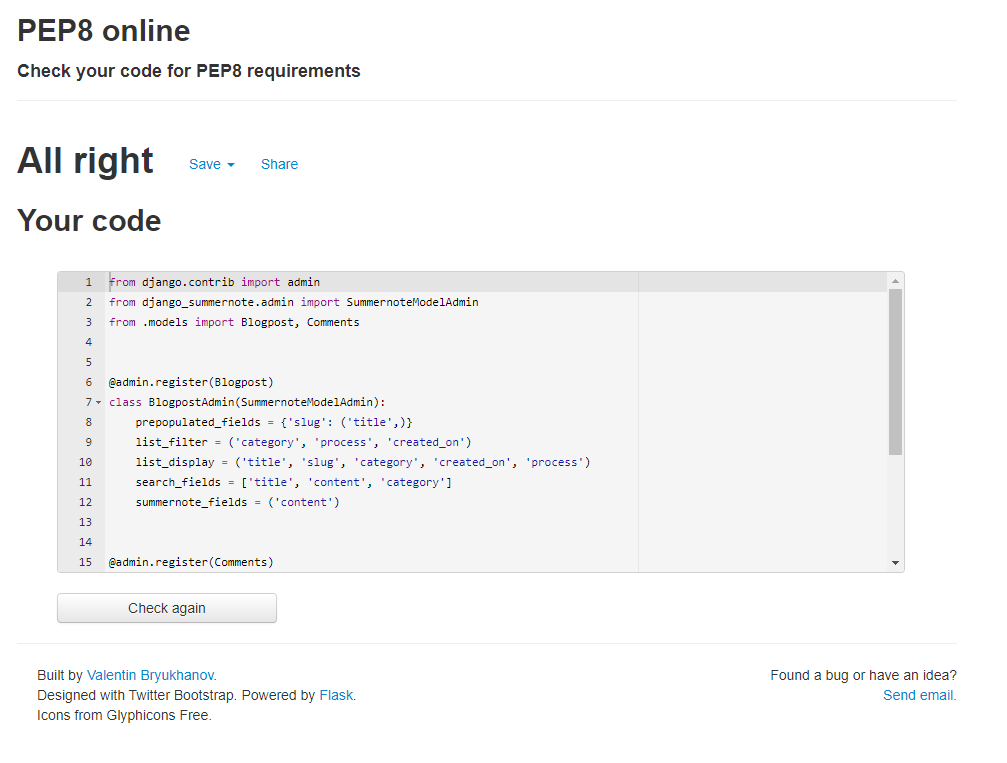 PEP8 online
Check your code for PEP8 requirements
All right Save Share
Your code
1 from django.contrib import admin
2 from django_summernote.admin import SummernoteModelAdmin
3 from .models import Blogpost, Comments
4
5
6 @admin.register(Blogpost)
7 class BlogpostAdmin(SummernoteModelAdmin):
8     prepopulated_fields = {'slug': ('title',)}
9     list_filter = ('category', 'process', 'created_on')
10     list_display = ('title', 'slug', 'category', 'created_on', 'process')
11     search_fields = ['title', 'content', 'category']
12     summernote_fields = ('content')
13
14
15 @admin.register(Comments)
Check again
Built by Valentin Bryukhanov.
Designed with Twitter Bootstrap. Powered by Flask.
Icons from Glyphicons Free.
Found a bug or have an idea?
Send email.